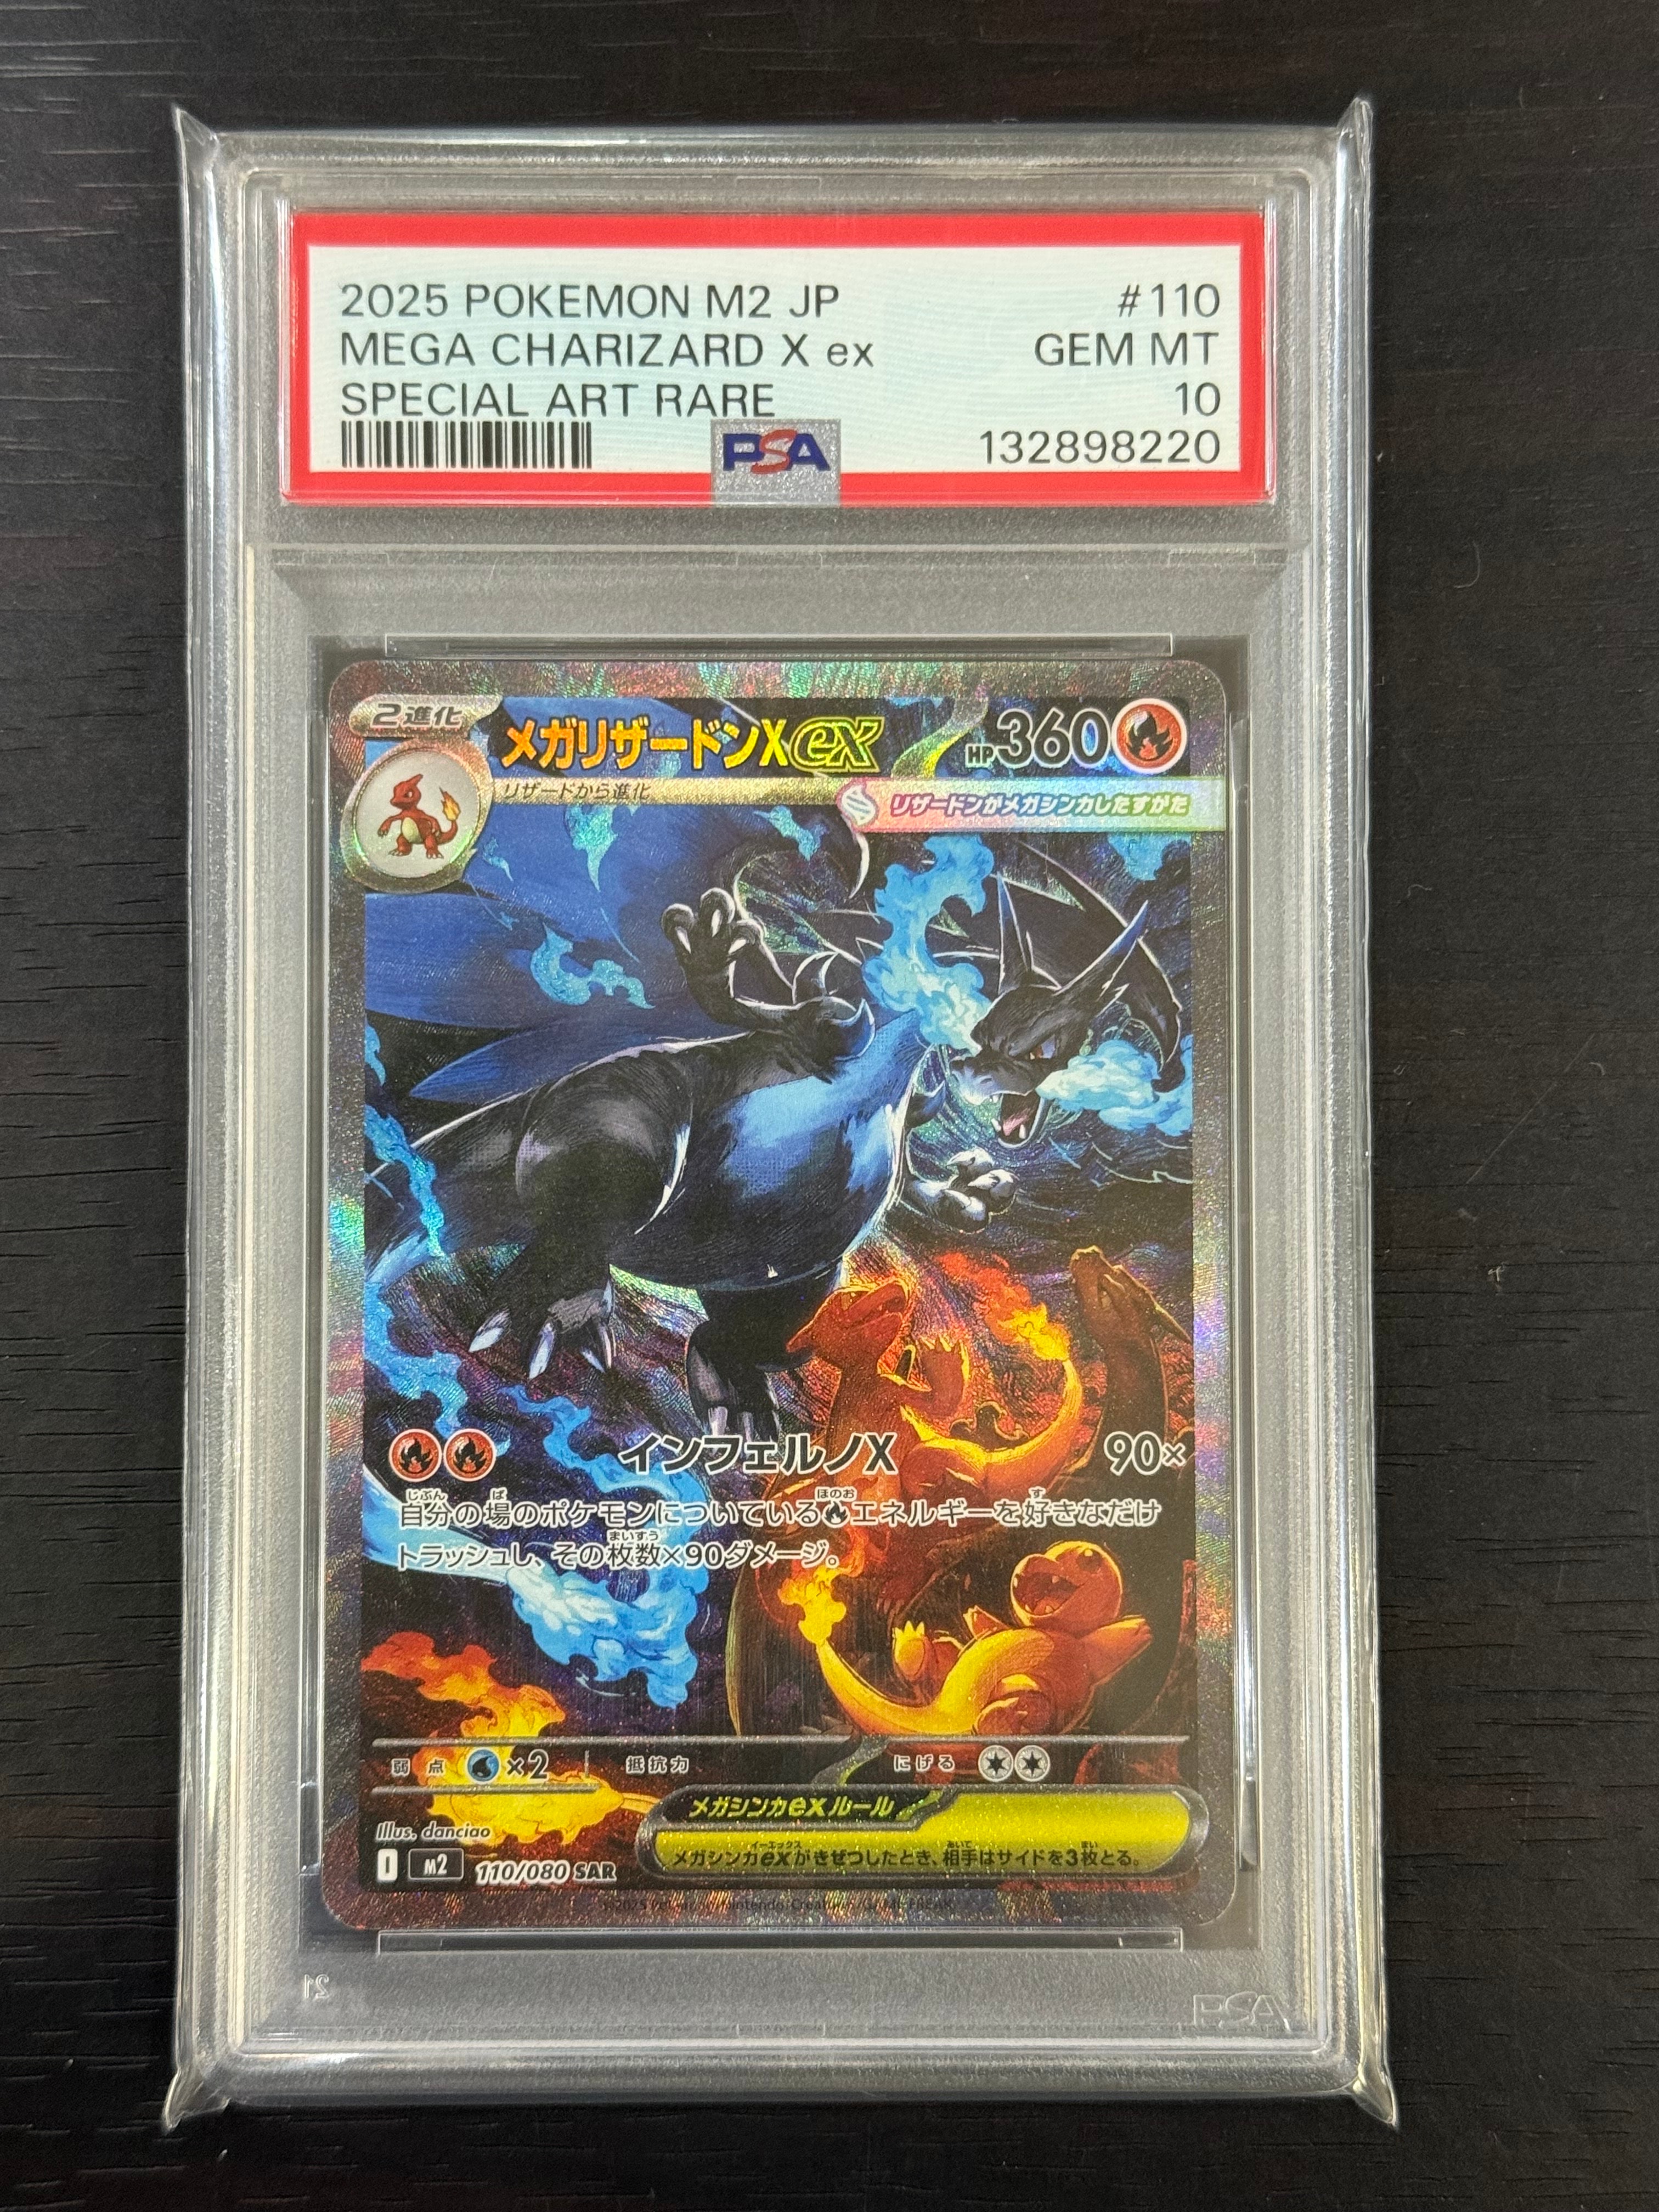 2025 POKEMON M2 JP #110
MEGA CHARIZARD X ex GEM MT
SPECIAL ART RARE 10
PSA 132898220
2進化 メガリザードンXex HP360
リザードから進化 リザードンがメガシンカしたすがた
インフェルノX 90×
自分の場のポケモンについているエネルギーを好きなだけ
トラッシュし、その枚数×90ダメージ。
弱点 ×2 抵抗力 にげる
メガシンカexルール
Illus. danciao
メガシンカexがきぜつしたとき、相手はサイドを3枚とる。
I m2 110/080 SAR
PSA